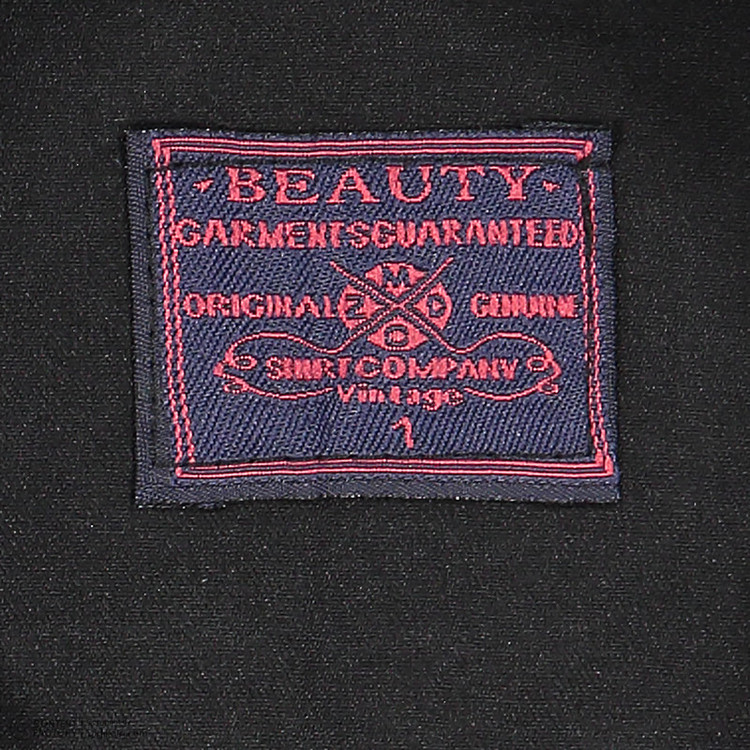 BEAUTY
GARMENTSGUARANTEED
ORIGINAL GENUINE
SHIRTCOMPANY
Vintage
1